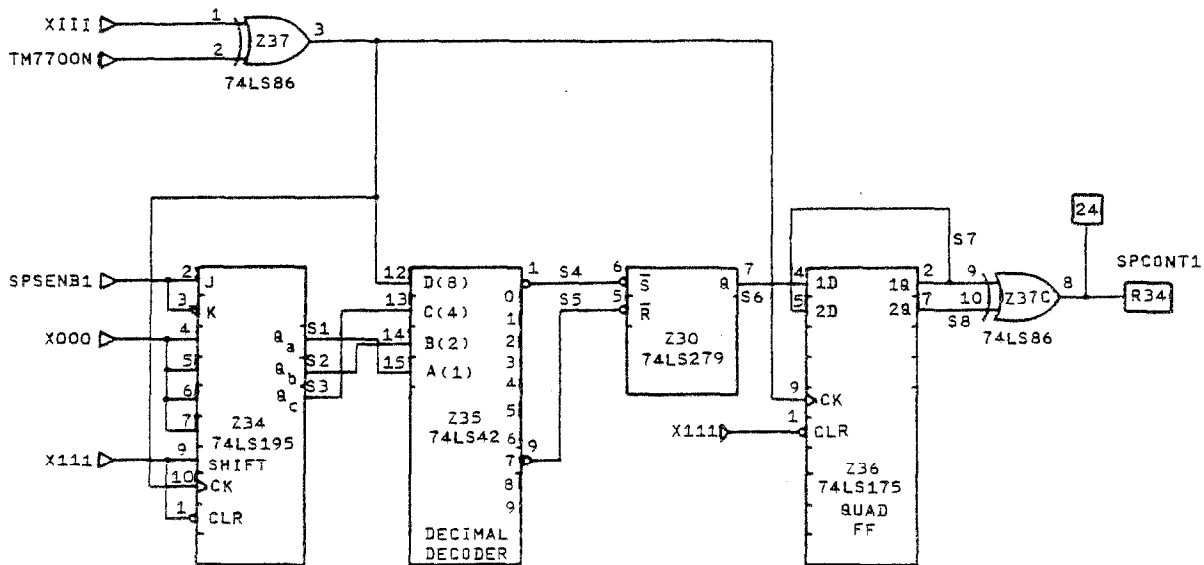 XIII
1
Z37
3
TM7700N
2
74LS86
24
S7
SPSENB1
2
J
3
K
X000
4
5
6
7
Qa
S1
Qb
S2
Qc
S3
Z34
74LS195
X111
9
SHIFT
10
CK
1
CLR
12
D(8)
13
C(4)
14
B(2)
15
A(1)
1
0
1
2
3
4
5
6
9
7
8
9
Z35
74LS42
DECIMAL
DECODER
S4
S5
6
S
5
R
Q
7
S6
Z30
74LS279
4
1D
5
2D
1Q
2
2Q
7
9
CK
X111
1
CLR
Z36
74LS175
QUAD
FF
9
10
S8
Z37C
8
74LS86
SPCONT1
R34